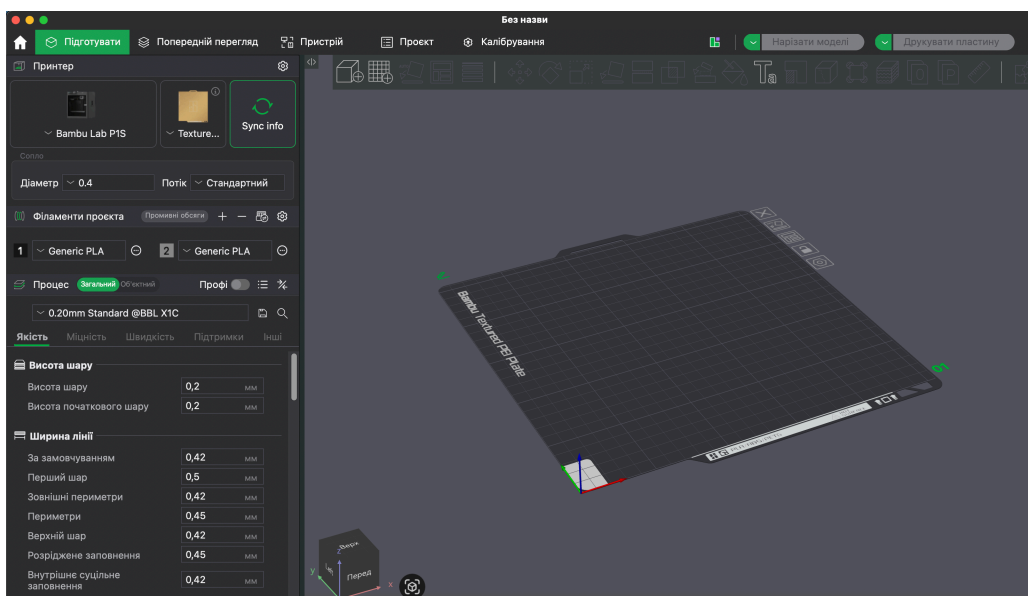 Без назви
Підготувати
Попередній перегляд
Пристрій
Проєкт
Калібрування
Нарізати моделі
Друкувати пластину
Принтер
Bambu Lab P1S
Texture...
Sync info
Сопло
Діаметр
0.4
Потік
Стандартний
Філаменти проєкта
Промивні обсяги
1
Generic PLA
2
Generic PLA
Процес
Загальний
Об'єктний
Профі
0.20mm Standard @BBL X1C
Якість
Міцність
Швидкість
Підтримки
Інші
Висота шару
Висота шару
0,2
мм
Висота початкового шару
0,2
мм
Ширина лінії
За замовчуванням
0,42
мм
Перший шар
0,5
мм
Зовнішні периметри
0,42
мм
Периметри
0,45
мм
Верхній шар
0,42
мм
Розріджене заповнення
0,45
мм
Внутрішнє суцільне
заповнення
0,42
мм
Bambu Textured PEI Plate
01
Верх
Перед
z
y
x